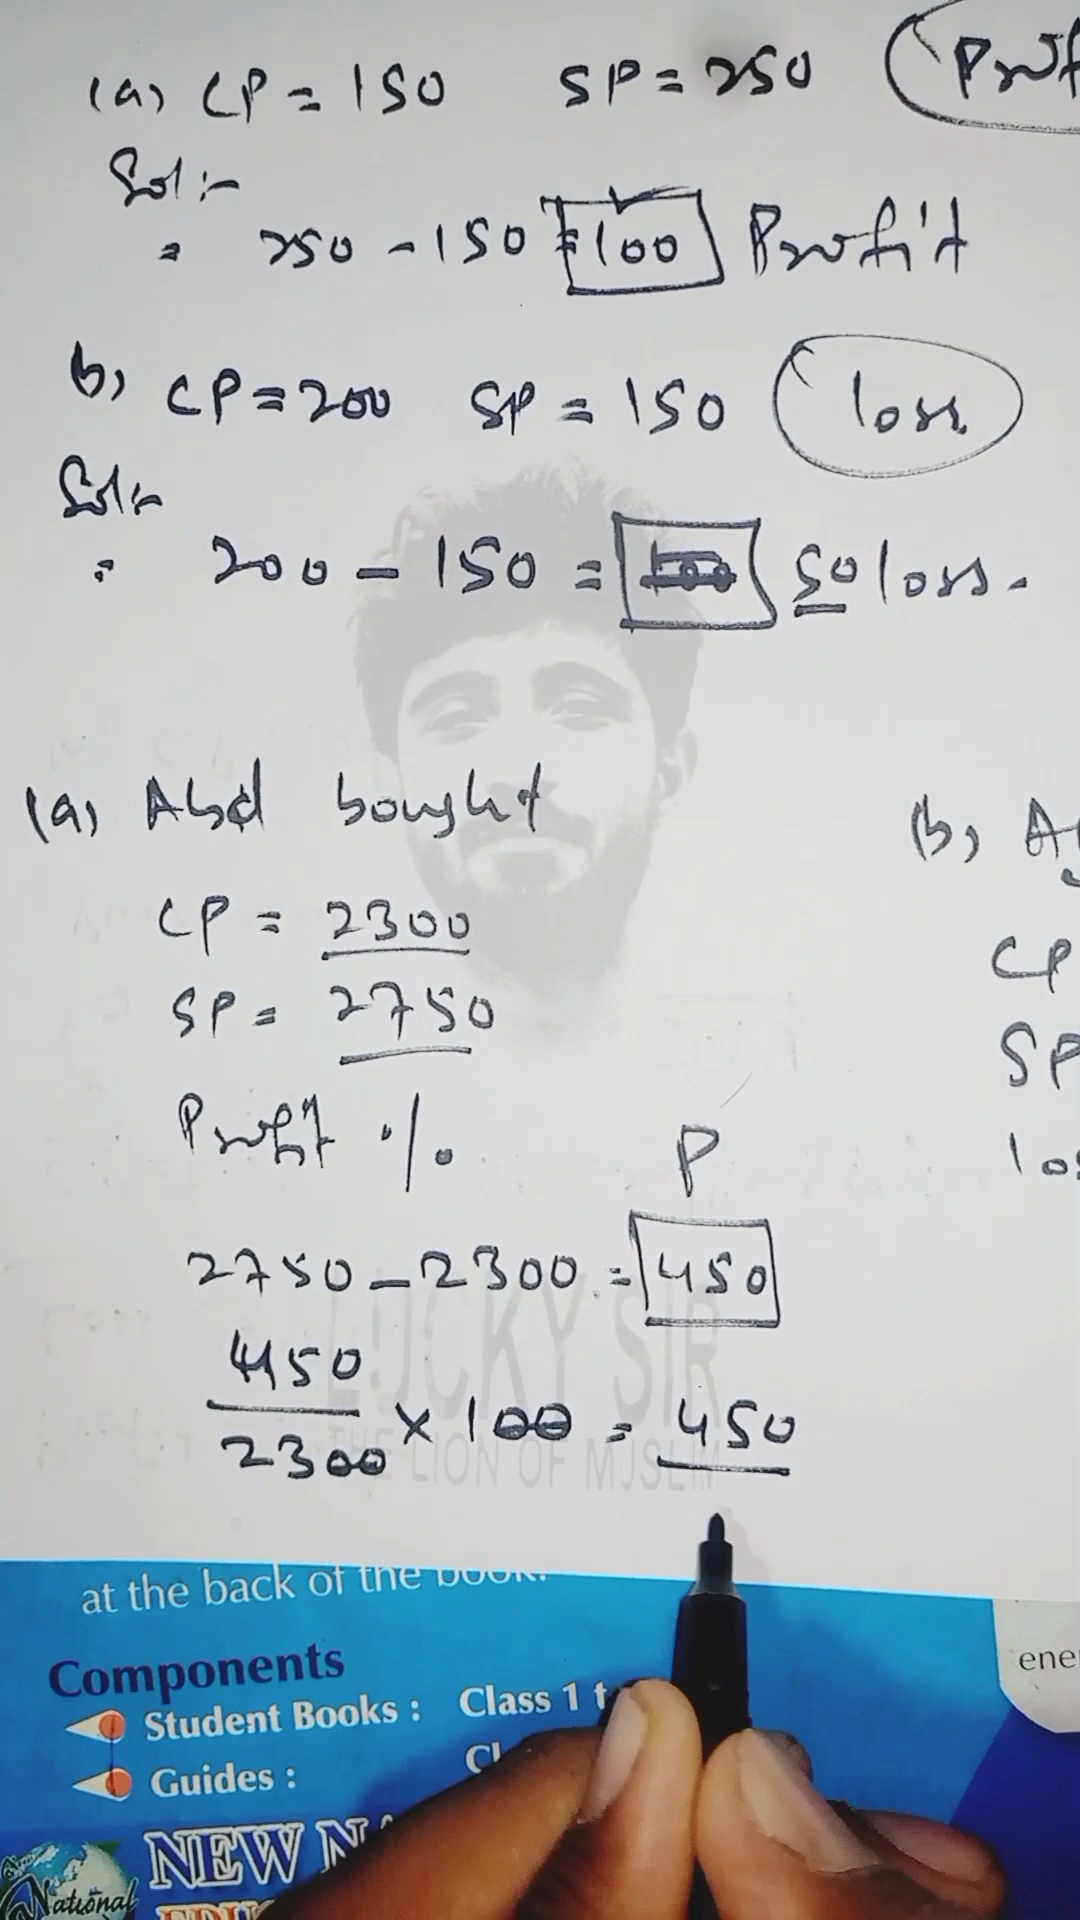 (a) CP = 150 SP = 250
Sol:-
= 250 - 150 = 100 Profit
b) CP = 200 SP = 150 loss
Sol:-
= 200 - 150 = 50 loss.
(a) Abd bought
(b)
CP = 2300
CP
SP = 2750
SP
Profit %
P
2750 - 2300 = 450
450
2300 × 100 = 450
LUCKY SIR
THE LION OF MUSLIM
at the back of the book.
Components
Student Books : Class 1
Guides :
NEW
National